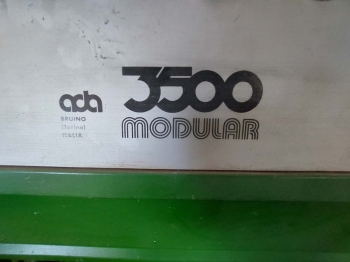 ada
BRUINO
(Torino)
ITALIA
3500
MODULAR